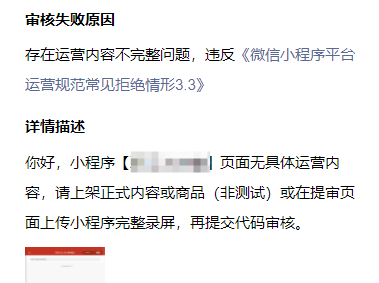 审核失败原因
存在运营内容不完整问题，违反《微信小程序平台
运营规范常见拒绝情形3.3》
详情描述
你好，小程序【】页面无具体运营内
容，请上架正式内容或商品（非测试）或在提审页
面上传小程序完整录屏，再提交代码审核。